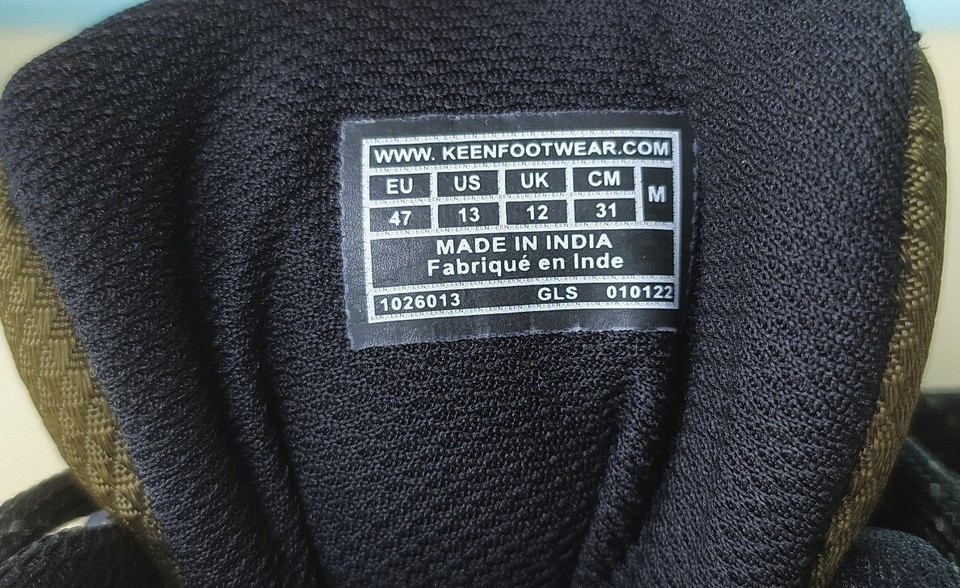 WWW. KEENFOOTWEAR.COM
EU US UK CM M
47 13 12 31
MADE IN INDIA
Fabriqué en Inde
1026013 GLS 010122